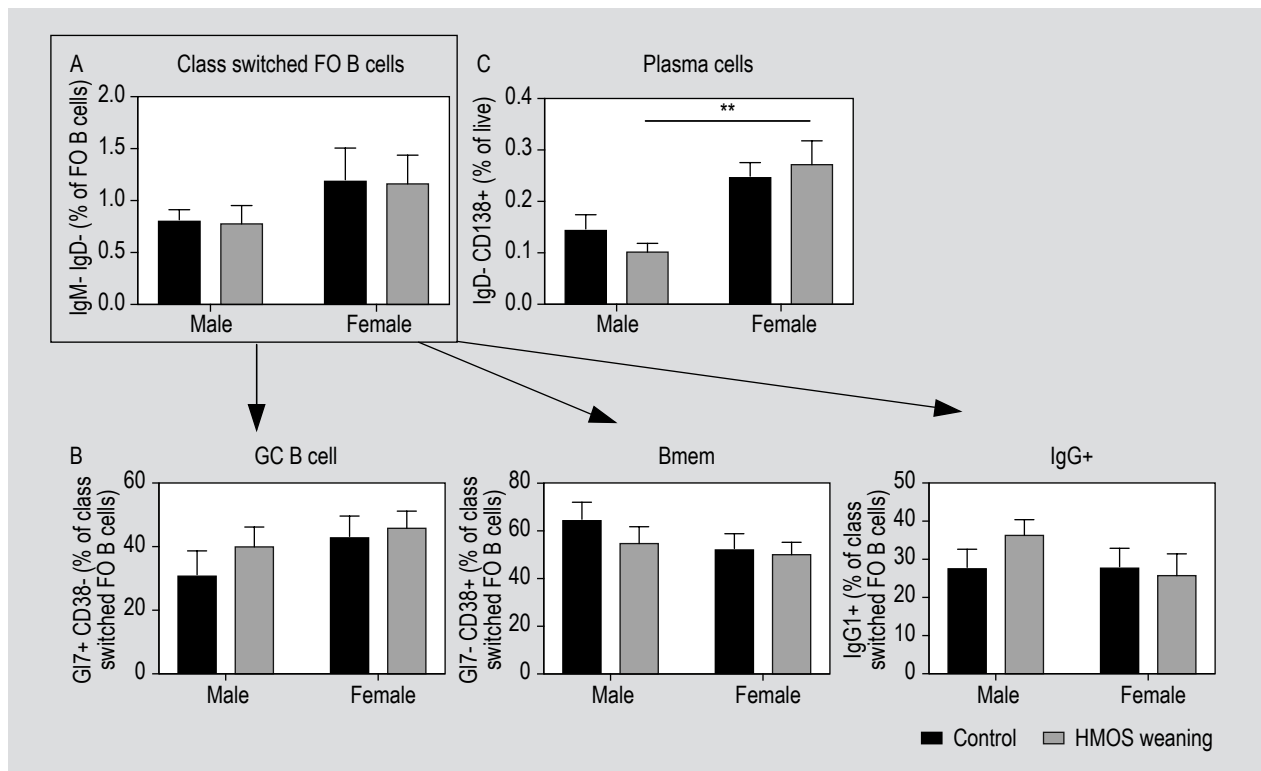 A
Class switched FO B cells
IgM- IgD- (% of FO B cells)
2.0
1.5
1.0
0.5
0.0
Male
Female
C
Plasma cells
IgD- CD138+ (% of live)
0.4
0.3
0.2
0.1
0.0
**
Male
Female
B
GC B cell
Gl7+ CD38- (% of class
switched FO B cells)
60
40
20
0
Male
Female
Bmem
Gl7- CD38+ (% of class
switched FO B cells)
80
60
40
20
0
Male
Female
IgG+
IgG1+ (% of class
switched FO B cells)
50
40
30
20
10
0
Male
Female
Control
HMOS weaning